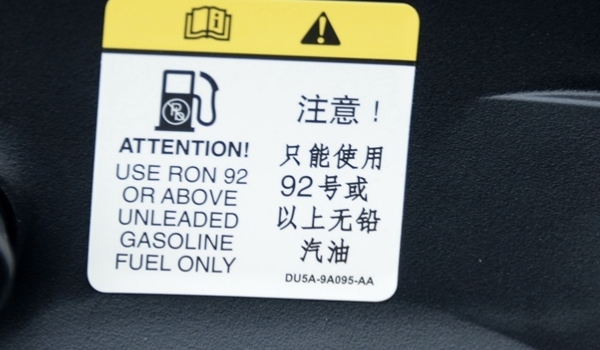 ATTENTION!
USE RON 92
OR ABOVE
UNLEADED
GASOLINE
FUEL ONLY
注意！
只能使用
92号或
以上无铅
汽油
DU5A-9A095-AA